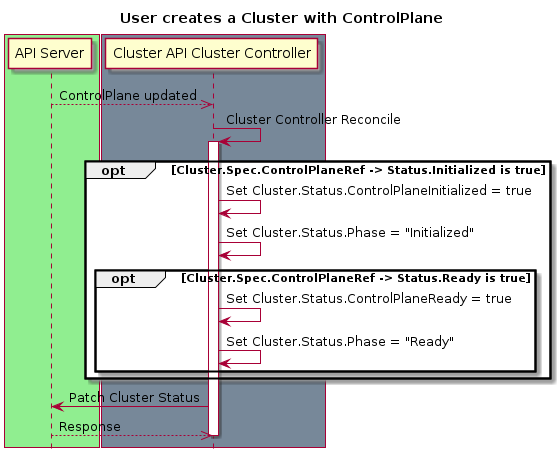 User creates a Cluster with ControlPlane
API Server
Cluster API Cluster Controller
ControlPlane updated
Cluster Controller Reconcile
opt [Cluster.Spec.ControlPlaneRef -> Status.Initialized is true]
Set Cluster.Status.ControlPlaneInitialized = true
Set Cluster.Status.Phase = "Initialized"
opt [Cluster.Spec.ControlPlaneRef -> Status.Ready is true]
Set Cluster.Status.ControlPlaneReady = true
Set Cluster.Status.Phase = "Ready"
Patch Cluster Status
Response